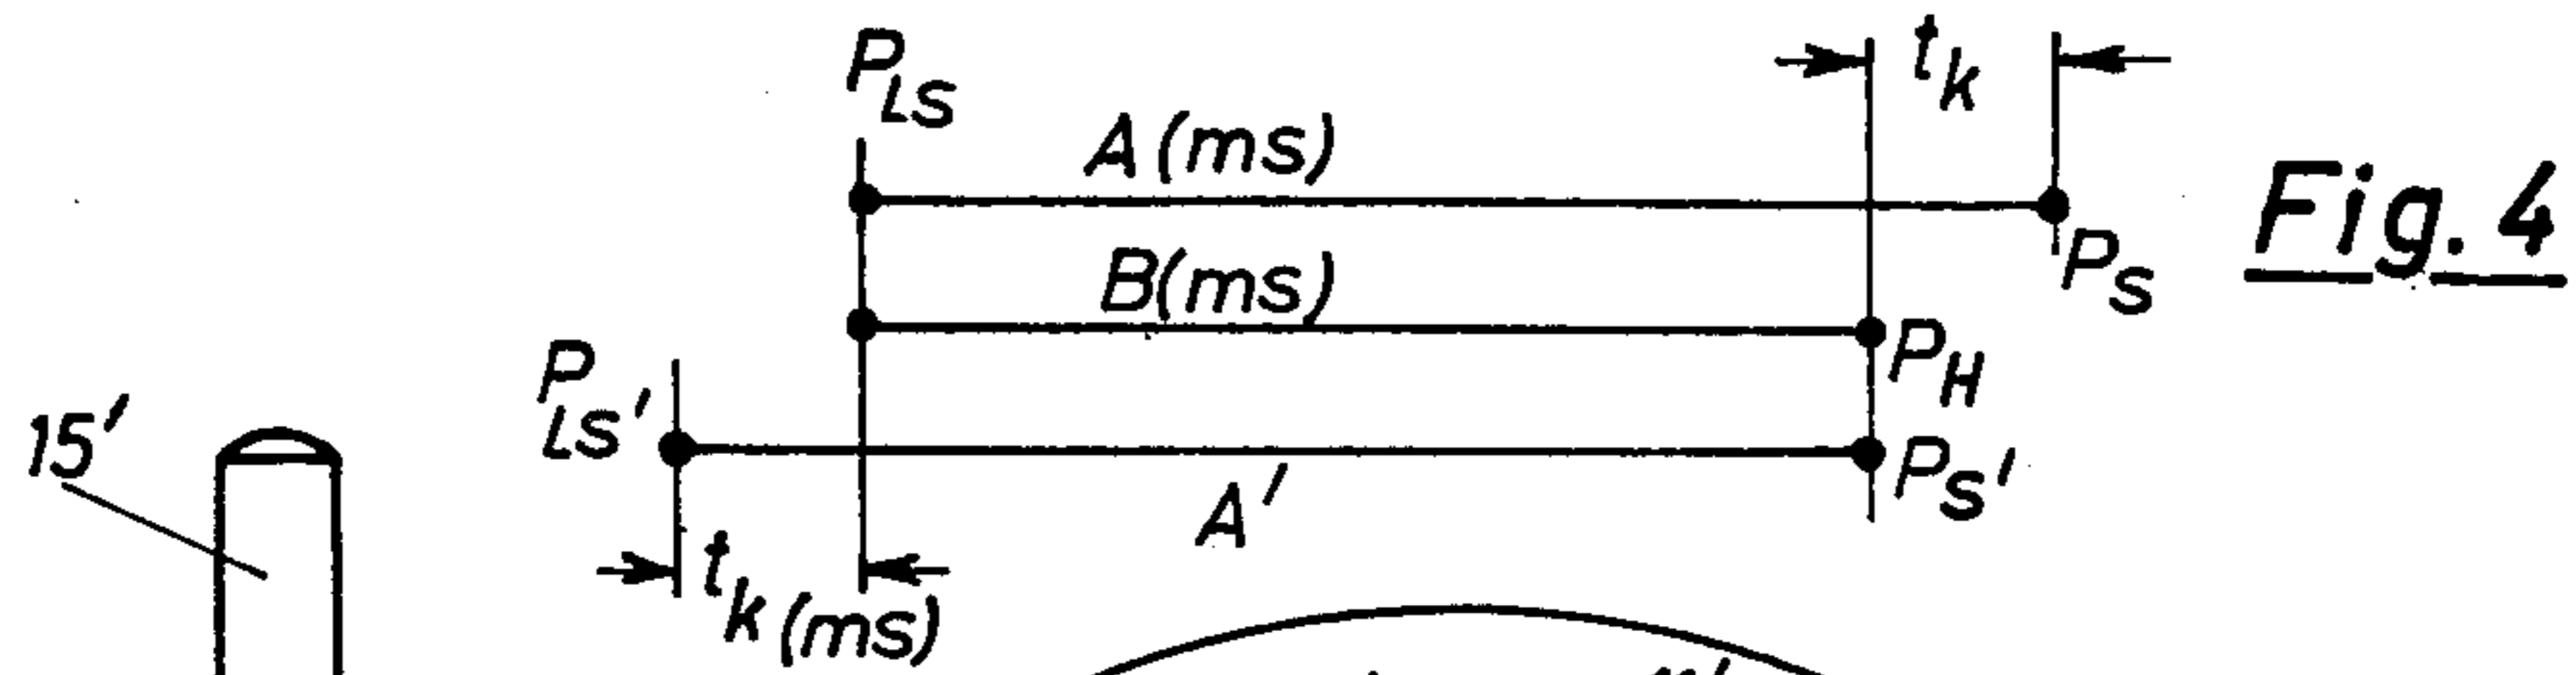 P_LS
A (ms)
t_k
P_S
Fig. 4
B(ms)
P_H
P_LS'
P_S'
A'
t_k (ms)
15'